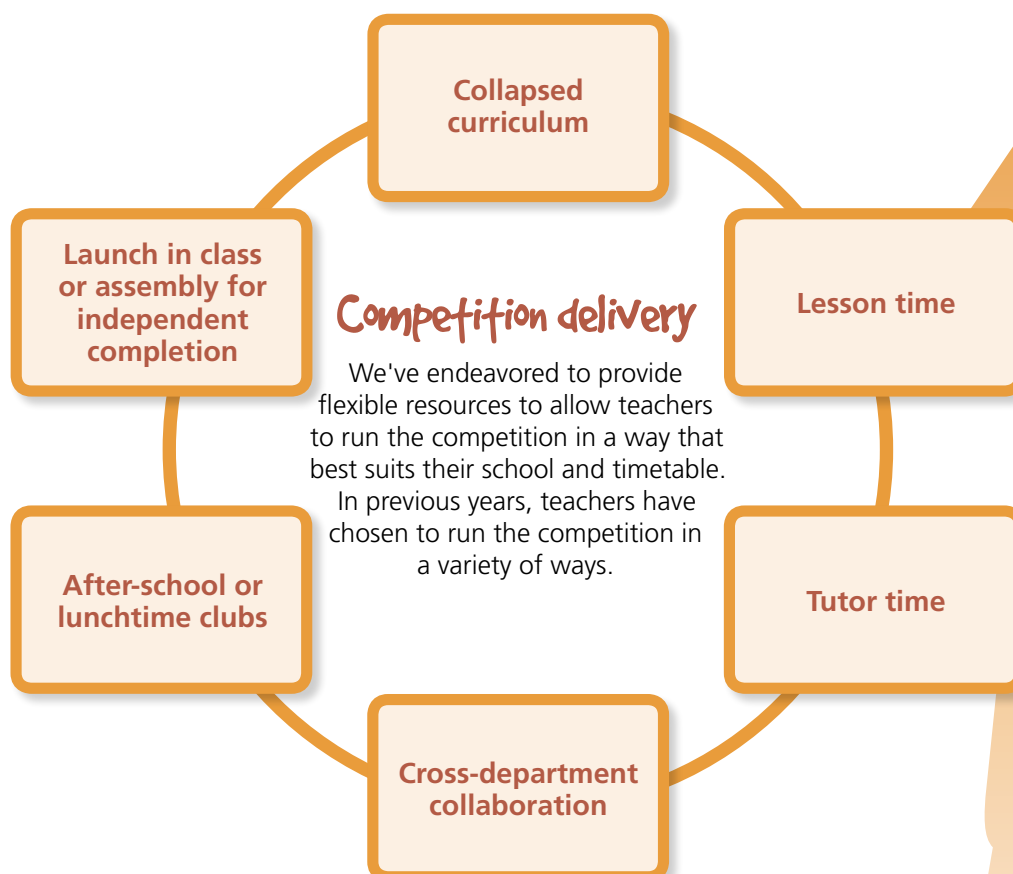 Collapsed
curriculum
Launch in class
or assembly for
independent
completion
Lesson time
Competition delivery
We've endeavored to provide
flexible resources to allow teachers
to run the competition in a way that
best suits their school and timetable.
In previous years, teachers have
chosen to run the competition in
a variety of ways.
After-school or
lunchtime clubs
Tutor time
Cross-department
collaboration